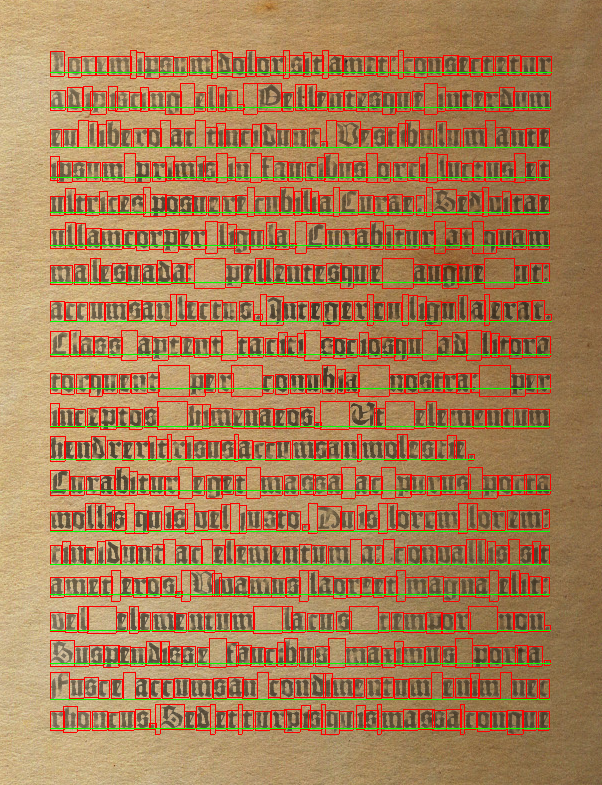 Lorem ipsum dolor sit amet, consectetur
adipiscing elit. Pellentesque interdum
eu libero at tincidunt. Vestibulum ante
ipsum primis in faucibus orci luctus et
ultrices posuere cubilia Curae; Sed vitae
ullamcorper ligula. Curabitur at quam
malesuada, pellentesque augue ut,
accumsan lectus. Integer eu ligula erat.
Class aptent taciti sociosqu ad litora
torquent per conubia nostra, per
inceptos himenaeos. Ut elementum
hendrerit risus accumsan molestie.
Curabitur eget massa ac purus porta
mollis quis vel justo. Duis lorem lorem,
tincidunt ac elementum at, convallis sit
amet eros. Vivamus laoreet magna elit,
vel elementum lacus tempor non.
Suspendisse faucibus maximus porta.
Fusce accumsan condimentum enim nec
rhoncus. Sed et turpis quis massa congue